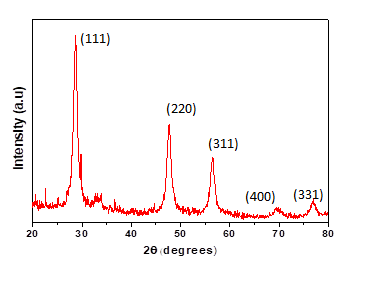 (111)
(220)
(311)
(400)
(331)
Intensity (a.u)
20 30 40 50 60 70 80
2θ (degrees)